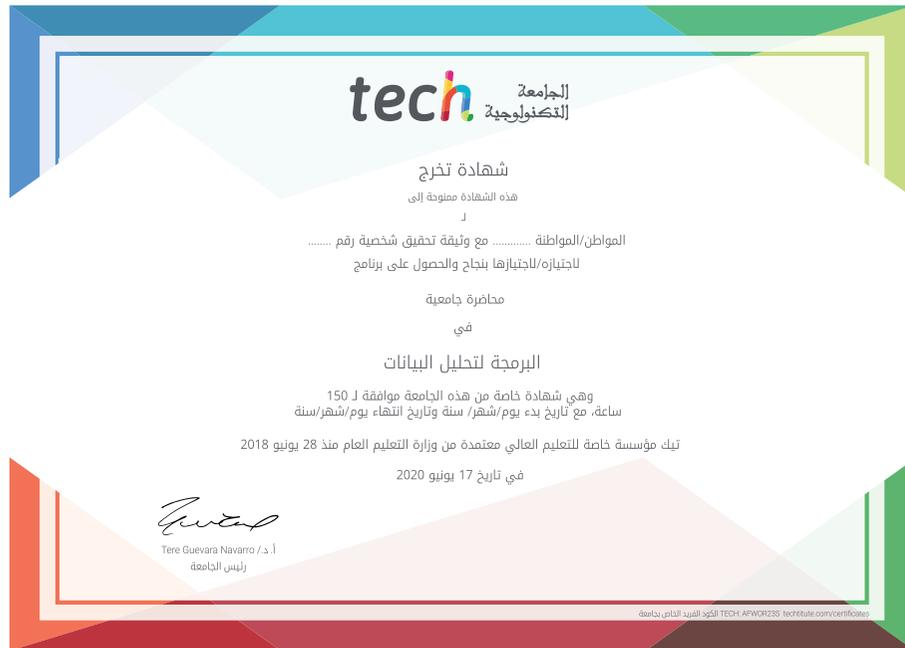 tech
الجامعة
التكنولوجية
شهادة تخرج
هذه الشهادة ممنوحة إلى
لـ
المواطن/المواطنة ............ مع وثيقة تحقيق شخصية رقم ........
لاجتيازه/لاجتيازها بنجاح والحصول على برنامج
محاضرة جامعية
في
البرمجة لتحليل البيانات
وهي شهادة خاصة من هذه الجامعة موافقة لـ 150
ساعة، مع تاريخ بدء يوم/شهر/ سنة وتاريخ انتهاء يوم/شهر/سنة
تيك مؤسسة خاصة للتعليم العالي معتمدة من وزارة التعليم العام منذ 28 يونيو 2018
في تاريخ 17 يونيو 2020
أ.د./ Tere Guevara Navarro
رئيس الجامعة
الكود الفريد الخاص بجامعة TECH: AFWOR23S techtitute.com/certificates